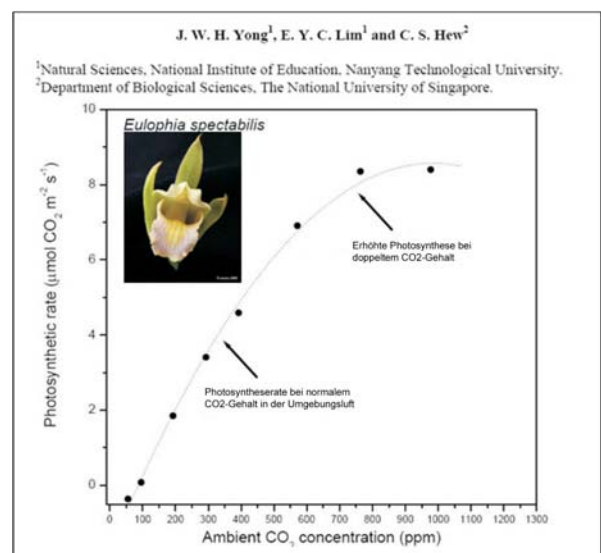 J. W. H. Yong¹, E. Y. C. Lim¹ and C. S. Hew²
¹Natural Sciences, National Institute of Education, Nanyang Technological University.
²Department of Biological Sciences, The National University of Singapore.
Eulophia spectabilis
Photosynthetic rate (μmol CO₂ m⁻² s⁻¹)
10
8
6
4
2
0
Erhöhte Photosynthese bei
doppeltem CO2-Gehalt
Photosyntheserate bei normalem
CO2-Gehalt in der Umgebungsluft
0 100 200 300 400 500 600 700 800 900 1000 1100 1200 1300
Ambient CO₂ concentration (ppm)